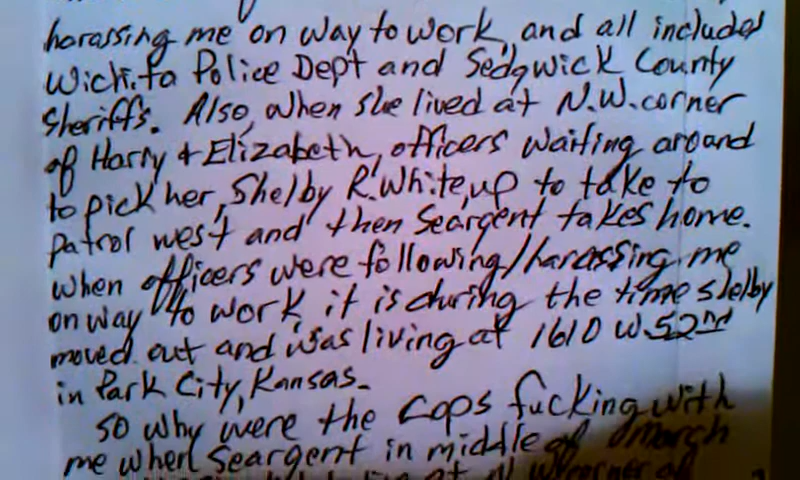 harassing me on way to work, and all included
Wichita Police Dept and Sedgwick County
Sheriffs. Also, when she lived at N.W. corner
of Harry & Elizabeth, officers waiting around
to pick her, Shelby R. White, up to take to
patrol west and then Seargent takes home.
When officers were following/harassing me
on way to work it is during the time Shelby
moved out and was living at 1610 W. 52nd
in Park City, Kansas.
So why were the cops fucking with
me when Seargent in middle of March